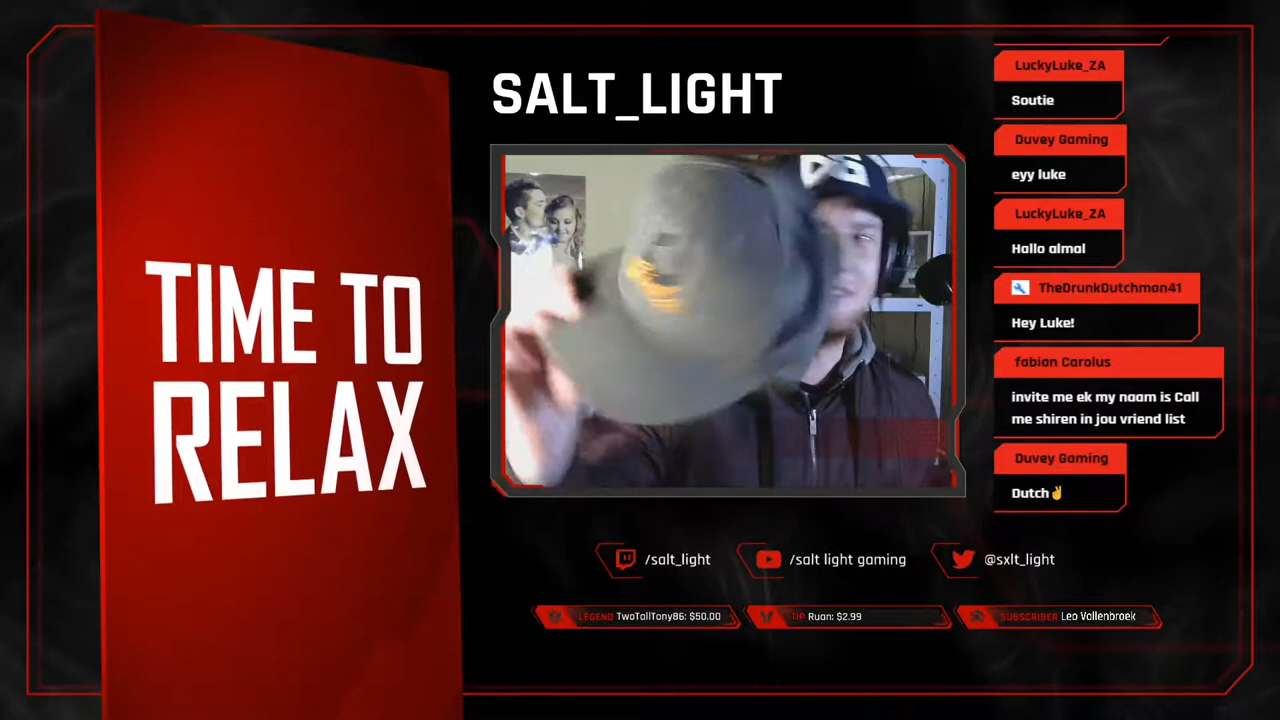 TIME TO
RELAX
SALT_LIGHT
LuckyLuke_ZA
Soutie
Duvey Gaming
eyy luke
LuckyLuke_ZA
Hallo almal
TheDrunkDutchman41
Hey Luke!
fabian Carolus
invite me ek my naam is Call
me shiren in jou vriend list
Duvey Gaming
Dutch✌
/salt_light
/salt light gaming
@sxlt_light
LEGEND TwoTallTony86: $50.00
TIP Ruan: $2.99
SUBSCRIBER Leo Vallenbroek